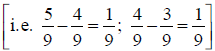 [i.e. 5/9 − 4/9 = 1/9; 4/9 − 3/9 = 1/9]